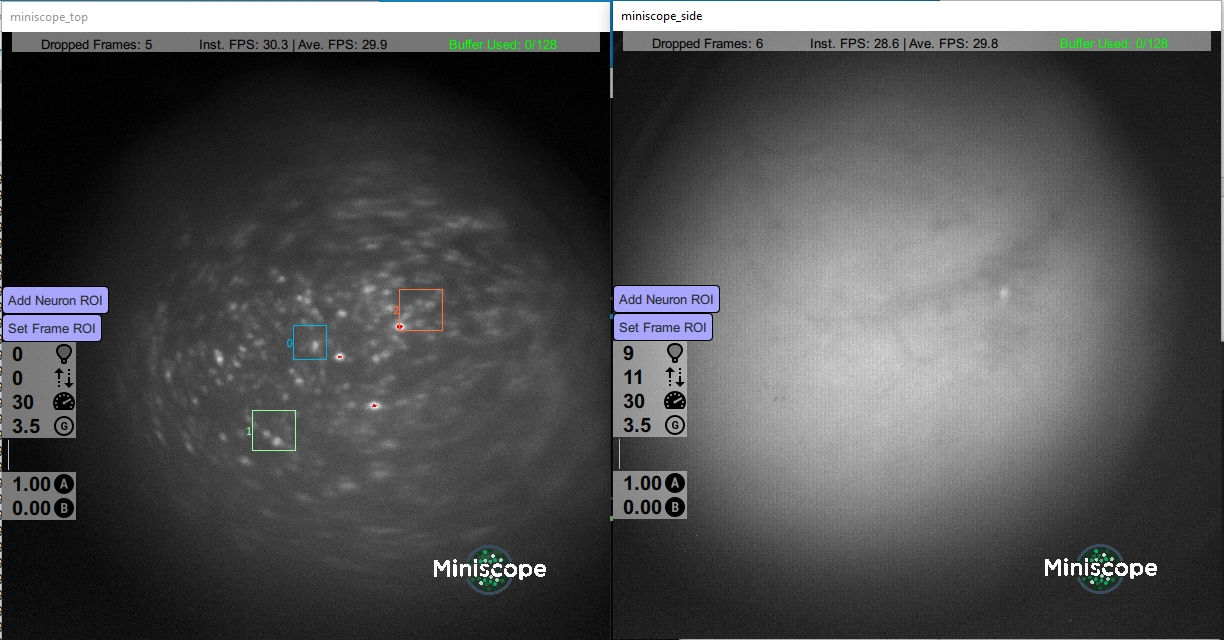 miniscope_top
Dropped Frames: 5 Inst. FPS: 30.3 | Ave. FPS: 29.9 Buffer Used: 0/128
2
0
1
Add Neuron ROI
Set Frame ROI
0
0
30
3.5 G
1.00 A
0.00 B
Miniscope
miniscope_side
Dropped Frames: 6 Inst. FPS: 28.6 | Ave. FPS: 29.8 Buffer Used: 0/128
Add Neuron ROI
Set Frame ROI
9
11
30
3.5 G
1.00 A
0.00 B
Miniscope